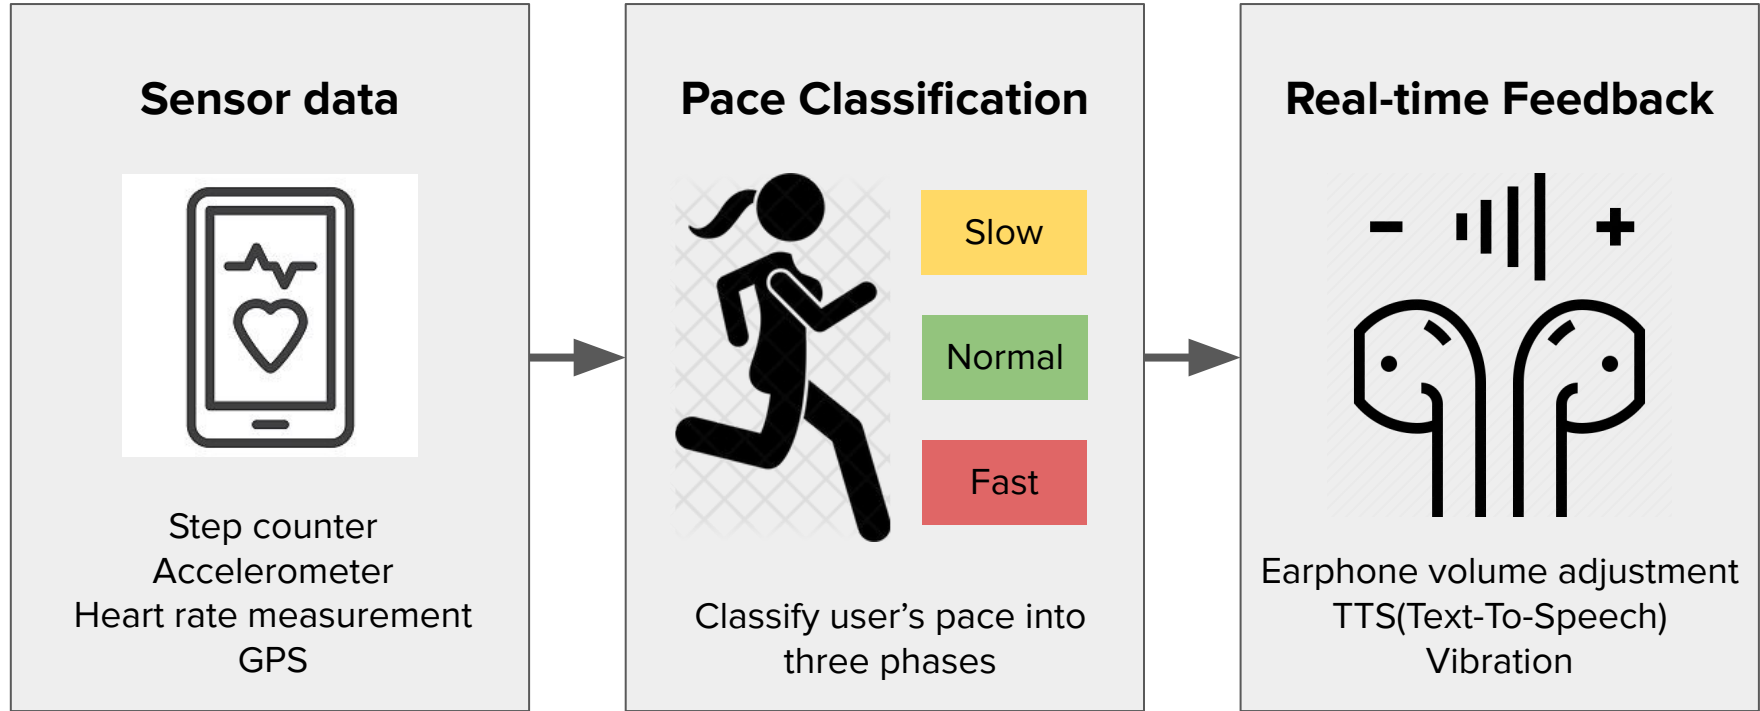 Sensor data
Step counter
Accelerometer
Heart rate measurement
GPS
Pace Classification
Slow
Normal
Fast
Classify user's pace into
three phases
Real-time Feedback
- +
Earphone volume adjustment
TTS(Text-To-Speech)
Vibration